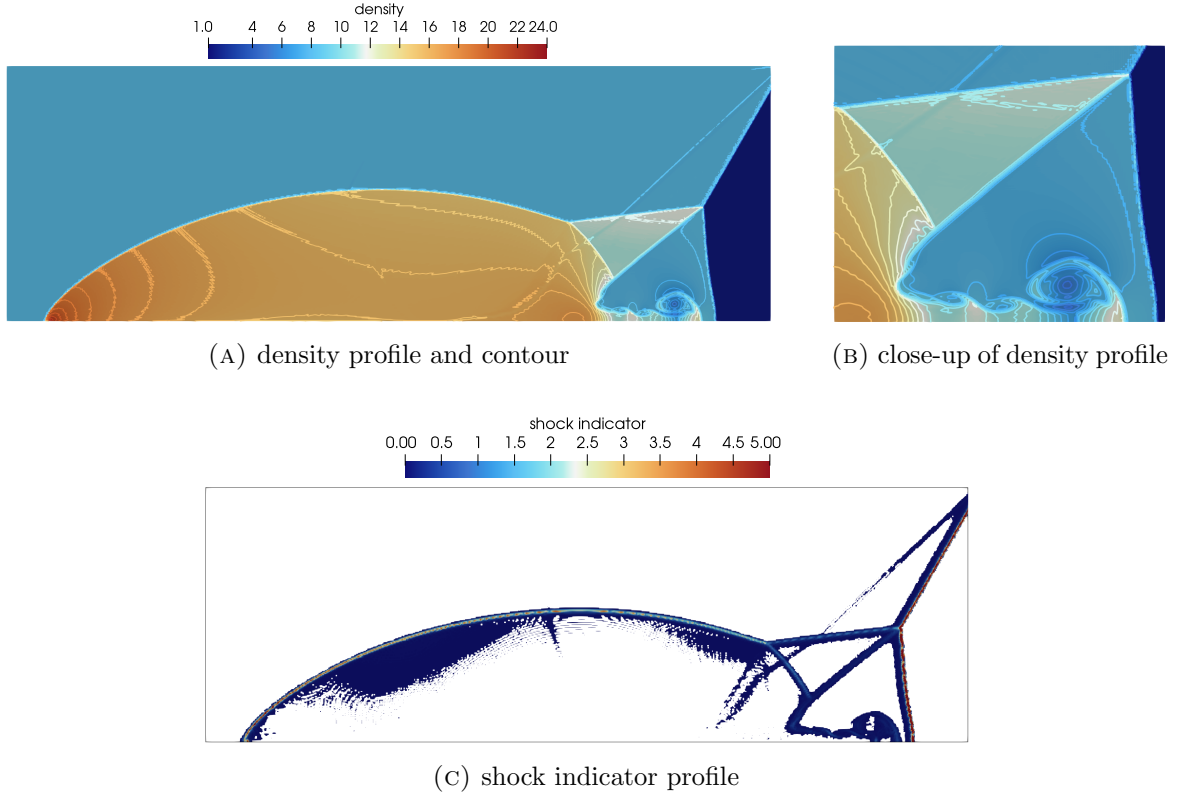 density
1.0 4 6 8 10 12 14 16 18 20 22 24.0
(A) density profile and contour
(B) close-up of density profile
shock indicator
0.00 0.5 1 1.5 2 2.5 3 3.5 4 4.5 5.00
(C) shock indicator profile